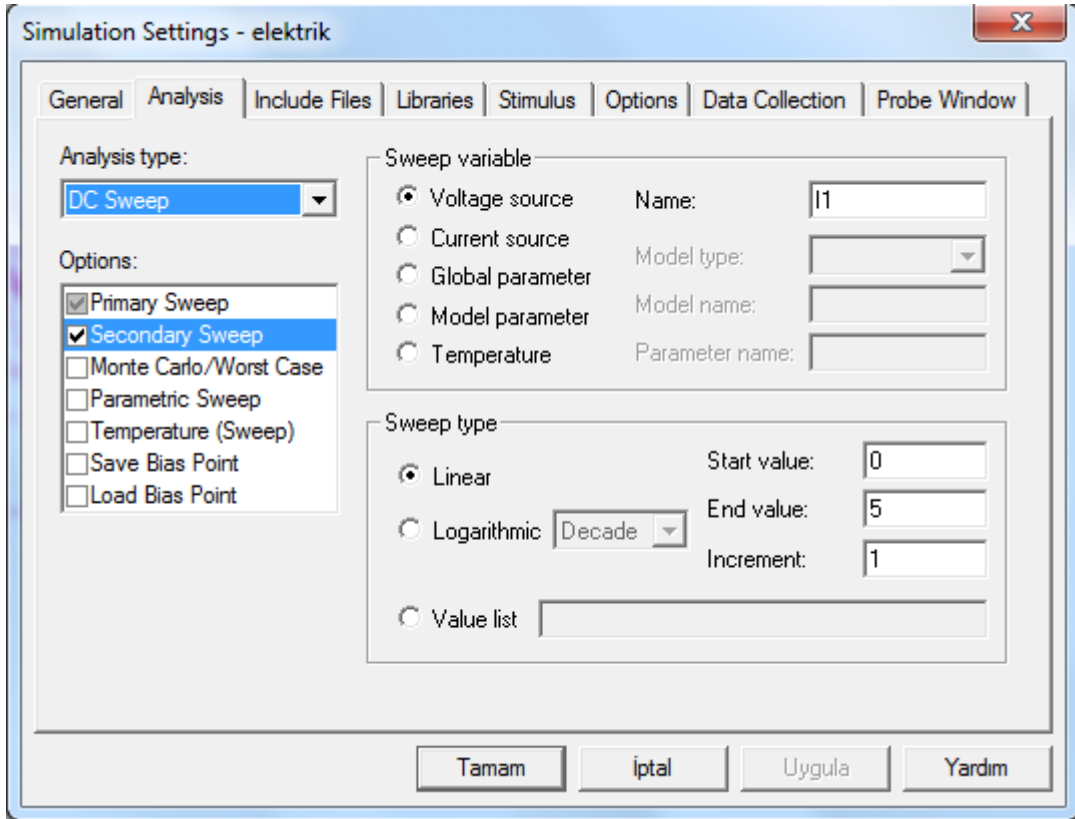 Simulation Settings - elektrik
General Analysis Include Files Libraries Stimulus Options Data Collection Probe Window
Analysis type:
DC Sweep
Options:
Primary Sweep
Secondary Sweep
Monte Carlo/Worst Case
Parametric Sweep
Temperature (Sweep)
Save Bias Point
Load Bias Point
Sweep variable
Voltage source
Current source
Global parameter
Model parameter
Temperature
Name: I1
Model type:
Model name:
Parameter name:
Sweep type
Linear
Logarithmic Decade
Value list
Start value: 0
End value: 5
Increment: 1
Tamam İptal Uygula Yardım